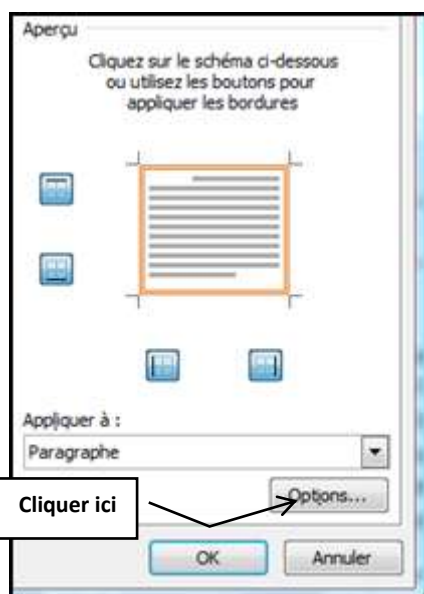 Aperçu
Cliquez sur le schéma ci-dessous
ou utilisez les boutons pour
appliquer les bordures
Appliquer à :
Paragraphe
Options...
Cliquer ici
OK
Annuler